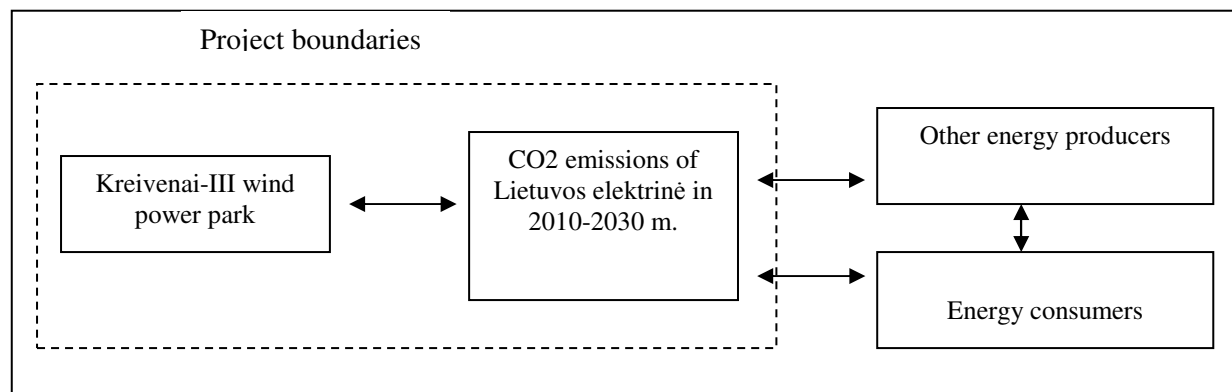 Project boundaries
Kreivenai-III wind
power park
CO2 emissions of
Lietuvos elektrinė in
2010-2030 m.
Other energy producers
Energy consumers